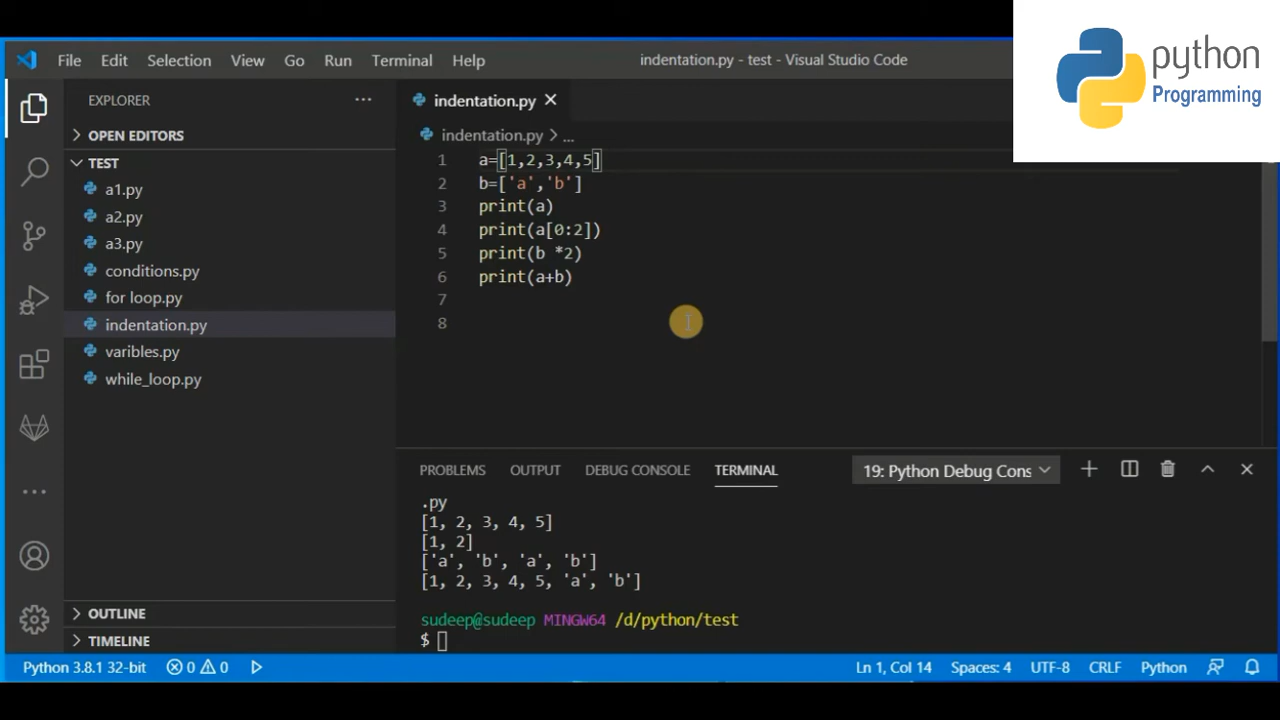 python
Programming
File Edit Selection View Go Run Terminal Help
indentation.py - test - Visual Studio Code
EXPLORER ...
indentation.py ×
OPEN EDITORS
indentation.py > ...
TEST
a1.py
a2.py
a3.py
conditions.py
for loop.py
indentation.py
varibles.py
while_loop.py
1 a=[1,2,3,4,5]
2 b=['a','b']
3 print(a)
4 print(a[0:2])
5 print(b *2)
6 print(a+b)
7
8
PROBLEMS OUTPUT DEBUG CONSOLE TERMINAL 19: Python Debug Cons
.py
[1, 2, 3, 4, 5]
[1, 2]
['a', 'b', 'a', 'b']
[1, 2, 3, 4, 5, 'a', 'b']
sudeep@sudeep MINGW64 /d/python/test
$
OUTLINE
TIMELINE
Python 3.8.1 32-bit 0 0 Ln 1, Col 14 Spaces: 4 UTF-8 CRLF Python